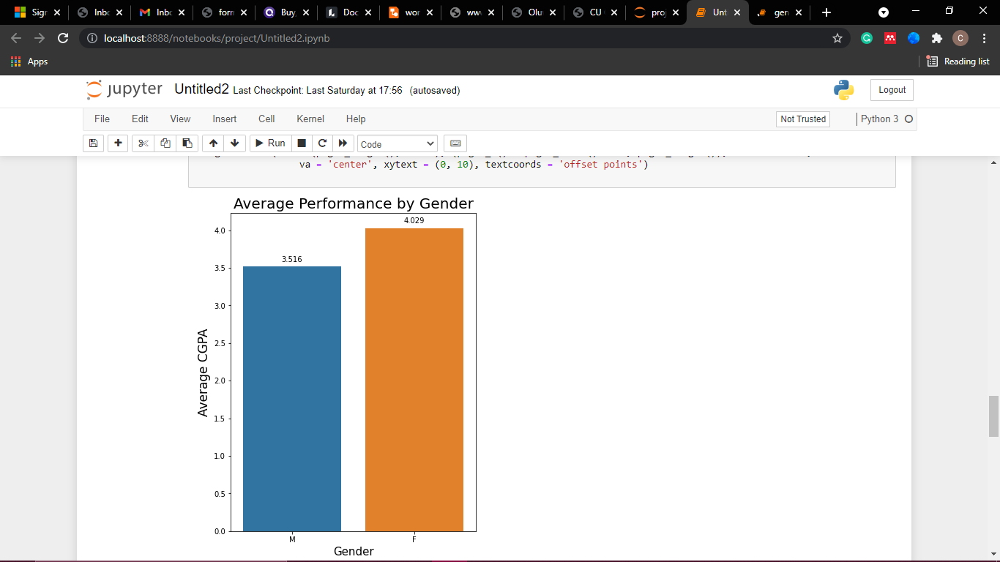 Sigr
Inbc
Inbc
forr
Buy,
Doc
wor
ww
Olu
CU
proj
Unt
gen
localhost:8888/notebooks/project/Untitled2.ipynb
C
Apps
Reading list
jupyter Untitled2 Last Checkpoint: Last Saturday at 17:56 (autosaved)
Logout
File Edit View Insert Cell Kernel Help
Not Trusted
Python 3
Run
Code
va = 'center', xytext = (0, 10), textcoords = 'offset points')
Average Performance by Gender
4.029
4.0
3.516
3.5
3.0
2.5
Average CGPA
2.0
1.5
1.0
0.5
0.0
M F
Gender